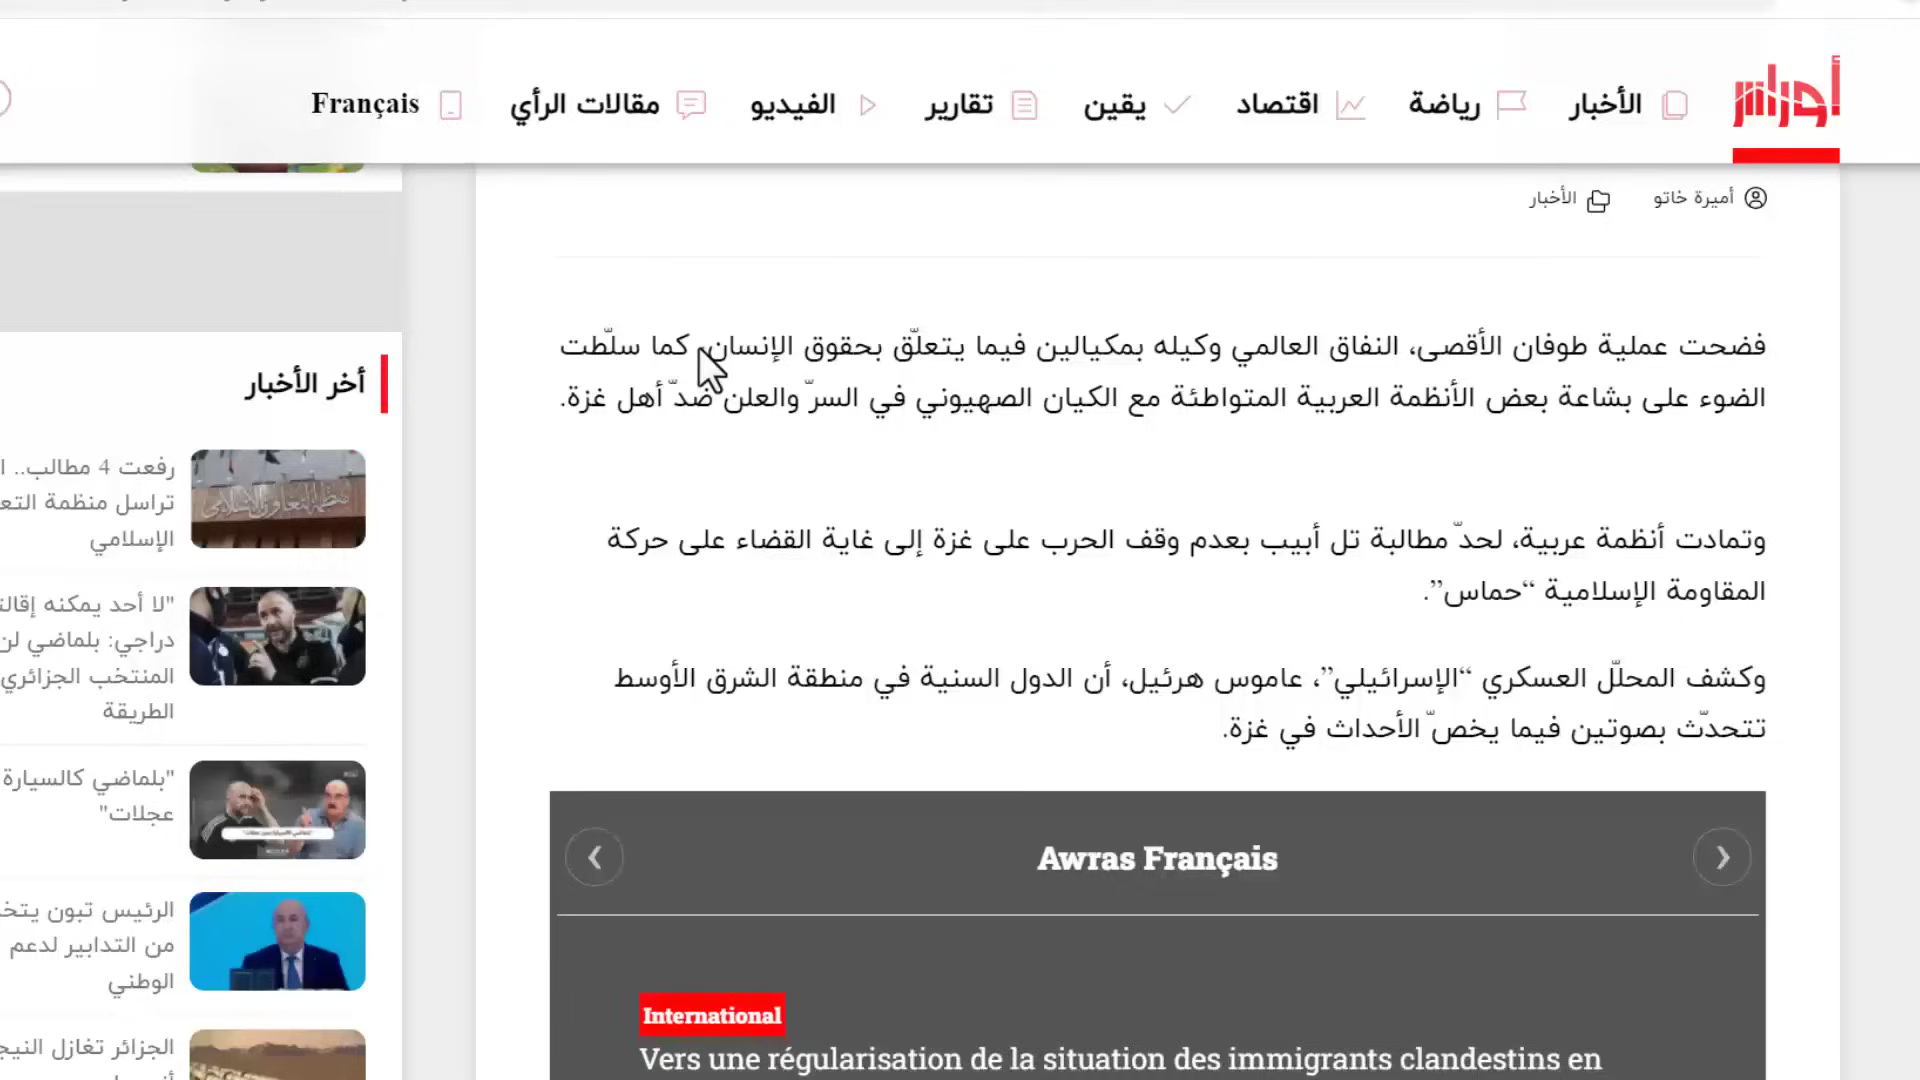 أوراس
الأخبار
رياضة
اقتصاد
يقين
تقارير
الفيديو
مقالات الرأي
Français
أميرة خاتو
الأخبار
فضحت عملية طوفان الأقصى، النفاق العالمي وكيله بمكيالين فيما يتعلّق بحقوق الإنسان، كما سلّطت
الضوء على بشاعة بعض الأنظمة العربية المتواطئة مع الكيان الصهيوني في السرّ والعلن ضدّ أهل غزة.
وتمادت أنظمة عربية، لحدّ مطالبة تل أبيب بعدم وقف الحرب على غزة إلى غاية القضاء على حركة
المقاومة الإسلامية “حماس”.
وكشف المحلّل العسكري “الإسرائيلي”، عاموس هرئيل، أن الدول السنية في منطقة الشرق الأوسط
تتحدّث بصوتين فيما يخصّ الأحداث في غزة.
Awras Français
International
Vers une régularisation de la situation des immigrants clandestins en
أخر الأخبار
رفعت 4 مطالب..
تراسل منظمة
الإسلامي
"لا أحد يمكنه
دراجي: بلماضي لن
المنتخب الجزائري
الطريقة
"بلماضي كالسيارة
عجلات"
الرئيس تبون
من التدابير لدعم
الوطني
الجزائر تغازل